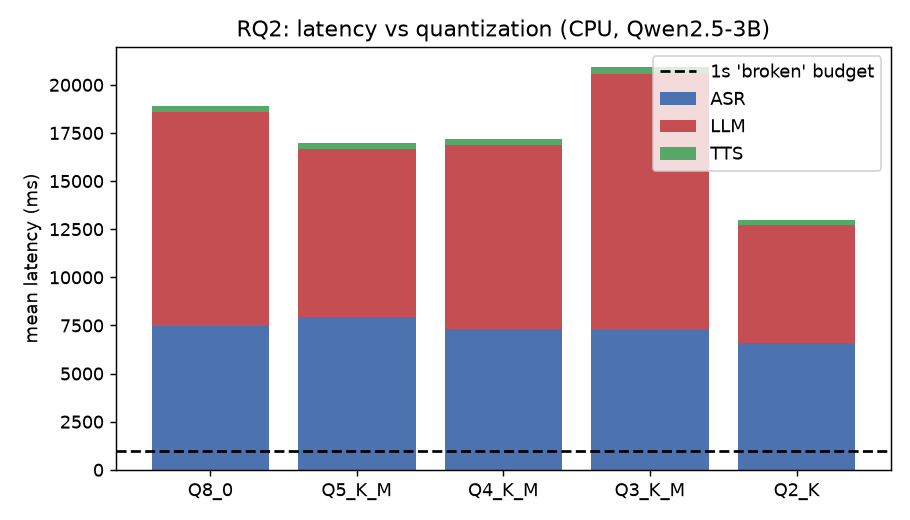 RQ2: latency vs quantization (CPU, Qwen2.5-3B)
1s 'broken' budget
ASR
LLM
TTS
mean latency (ms)
20000
17500
15000
12500
10000
7500
5000
2500
0
Q8_0
Q5_K_M
Q4_K_M
Q3_K_M
Q2_K